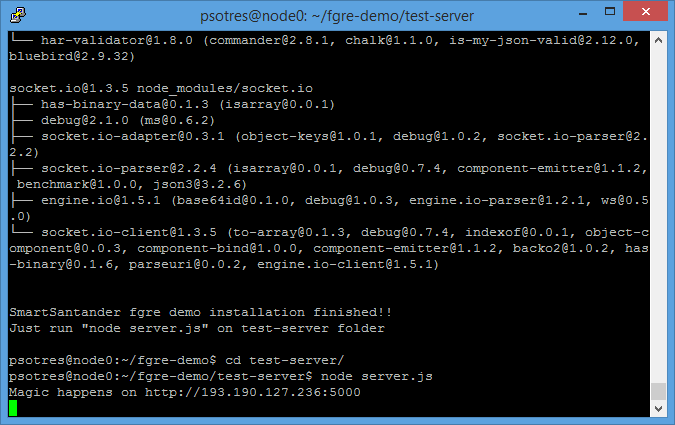 psotres@node0: ~/fgre-demo/test-server
└── har-validator@1.8.0 (commander@2.8.1, chalk@1.1.0, is-my-json-valid@2.12.0,
bluebird@2.9.32)
socket.io@1.3.5 node_modules/socket.io
├── has-binary-data@0.1.3 (isarray@0.0.1)
├── debug@2.1.0 (ms@0.6.2)
├── socket.io-adapter@0.3.1 (object-keys@1.0.1, debug@1.0.2, socket.io-parser@2.
2.2)
├── socket.io-parser@2.2.4 (isarray@0.0.1, debug@0.7.4, component-emitter@1.1.2,
 benchmark@1.0.0, json3@3.2.6)
├── engine.io@1.5.1 (base64id@0.1.0, debug@1.0.3, engine.io-parser@1.2.1, ws@0.5
.0)
└── socket.io-client@1.3.5 (to-array@0.1.3, debug@0.7.4, indexof@0.0.1, object-c
omponent@0.0.3, component-bind@1.0.0, component-emitter@1.1.2, backo2@1.0.2, has
-binary@0.1.6, parseuri@0.0.2, engine.io-client@1.5.1)
SmartSantander fgre demo installation finished!!
Just run "node server.js" on test-server folder
psotres@node0:~/fgre-demo$ cd test-server/
psotres@node0:~/fgre-demo/test-server$ node server.js
Magic happens on http://193.190.127.236:5000